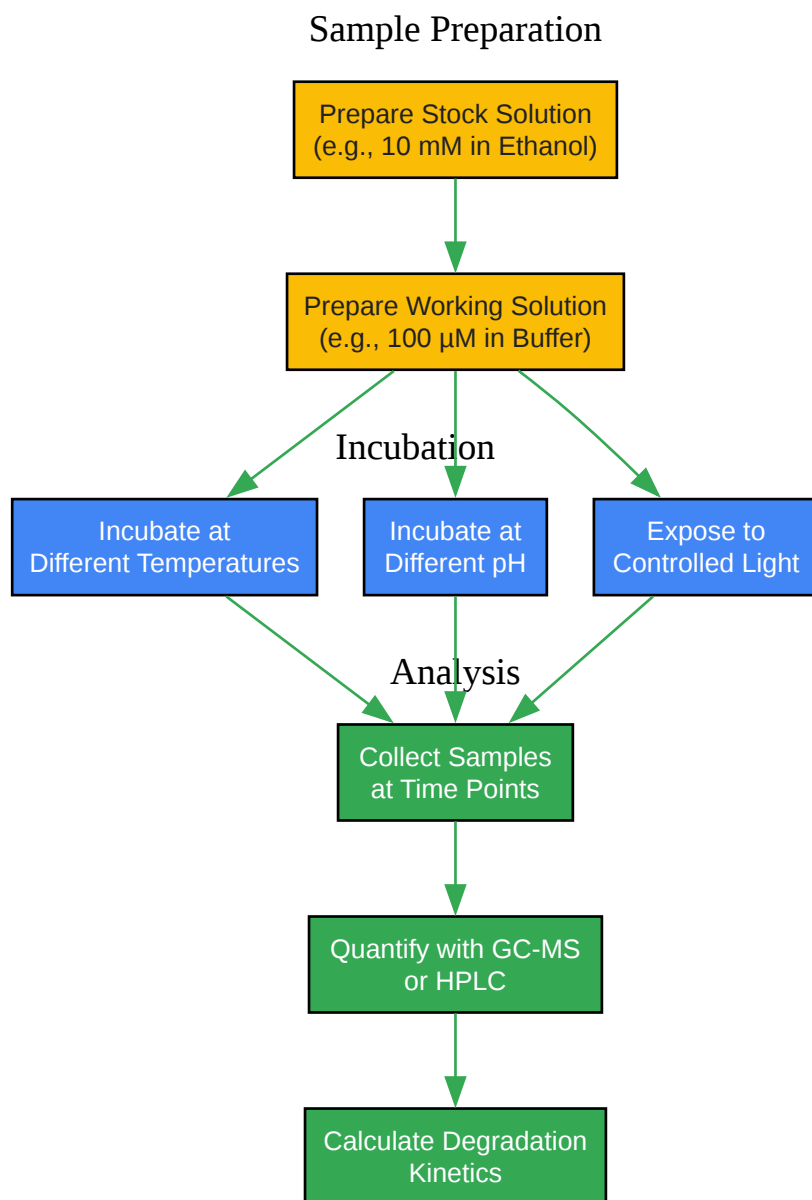 Sample Preparation
Prepare Stock Solution
(e.g., 10 mM in Ethanol)
Prepare Working Solution
(e.g., 100 µM in Buffer)
Incubation
Incubate at
Different Temperatures
Incubate at
Different pH
Expose to
Controlled Light
Analysis
Collect Samples
at Time Points
Quantify with GC-MS
or HPLC
Calculate Degradation
Kinetics